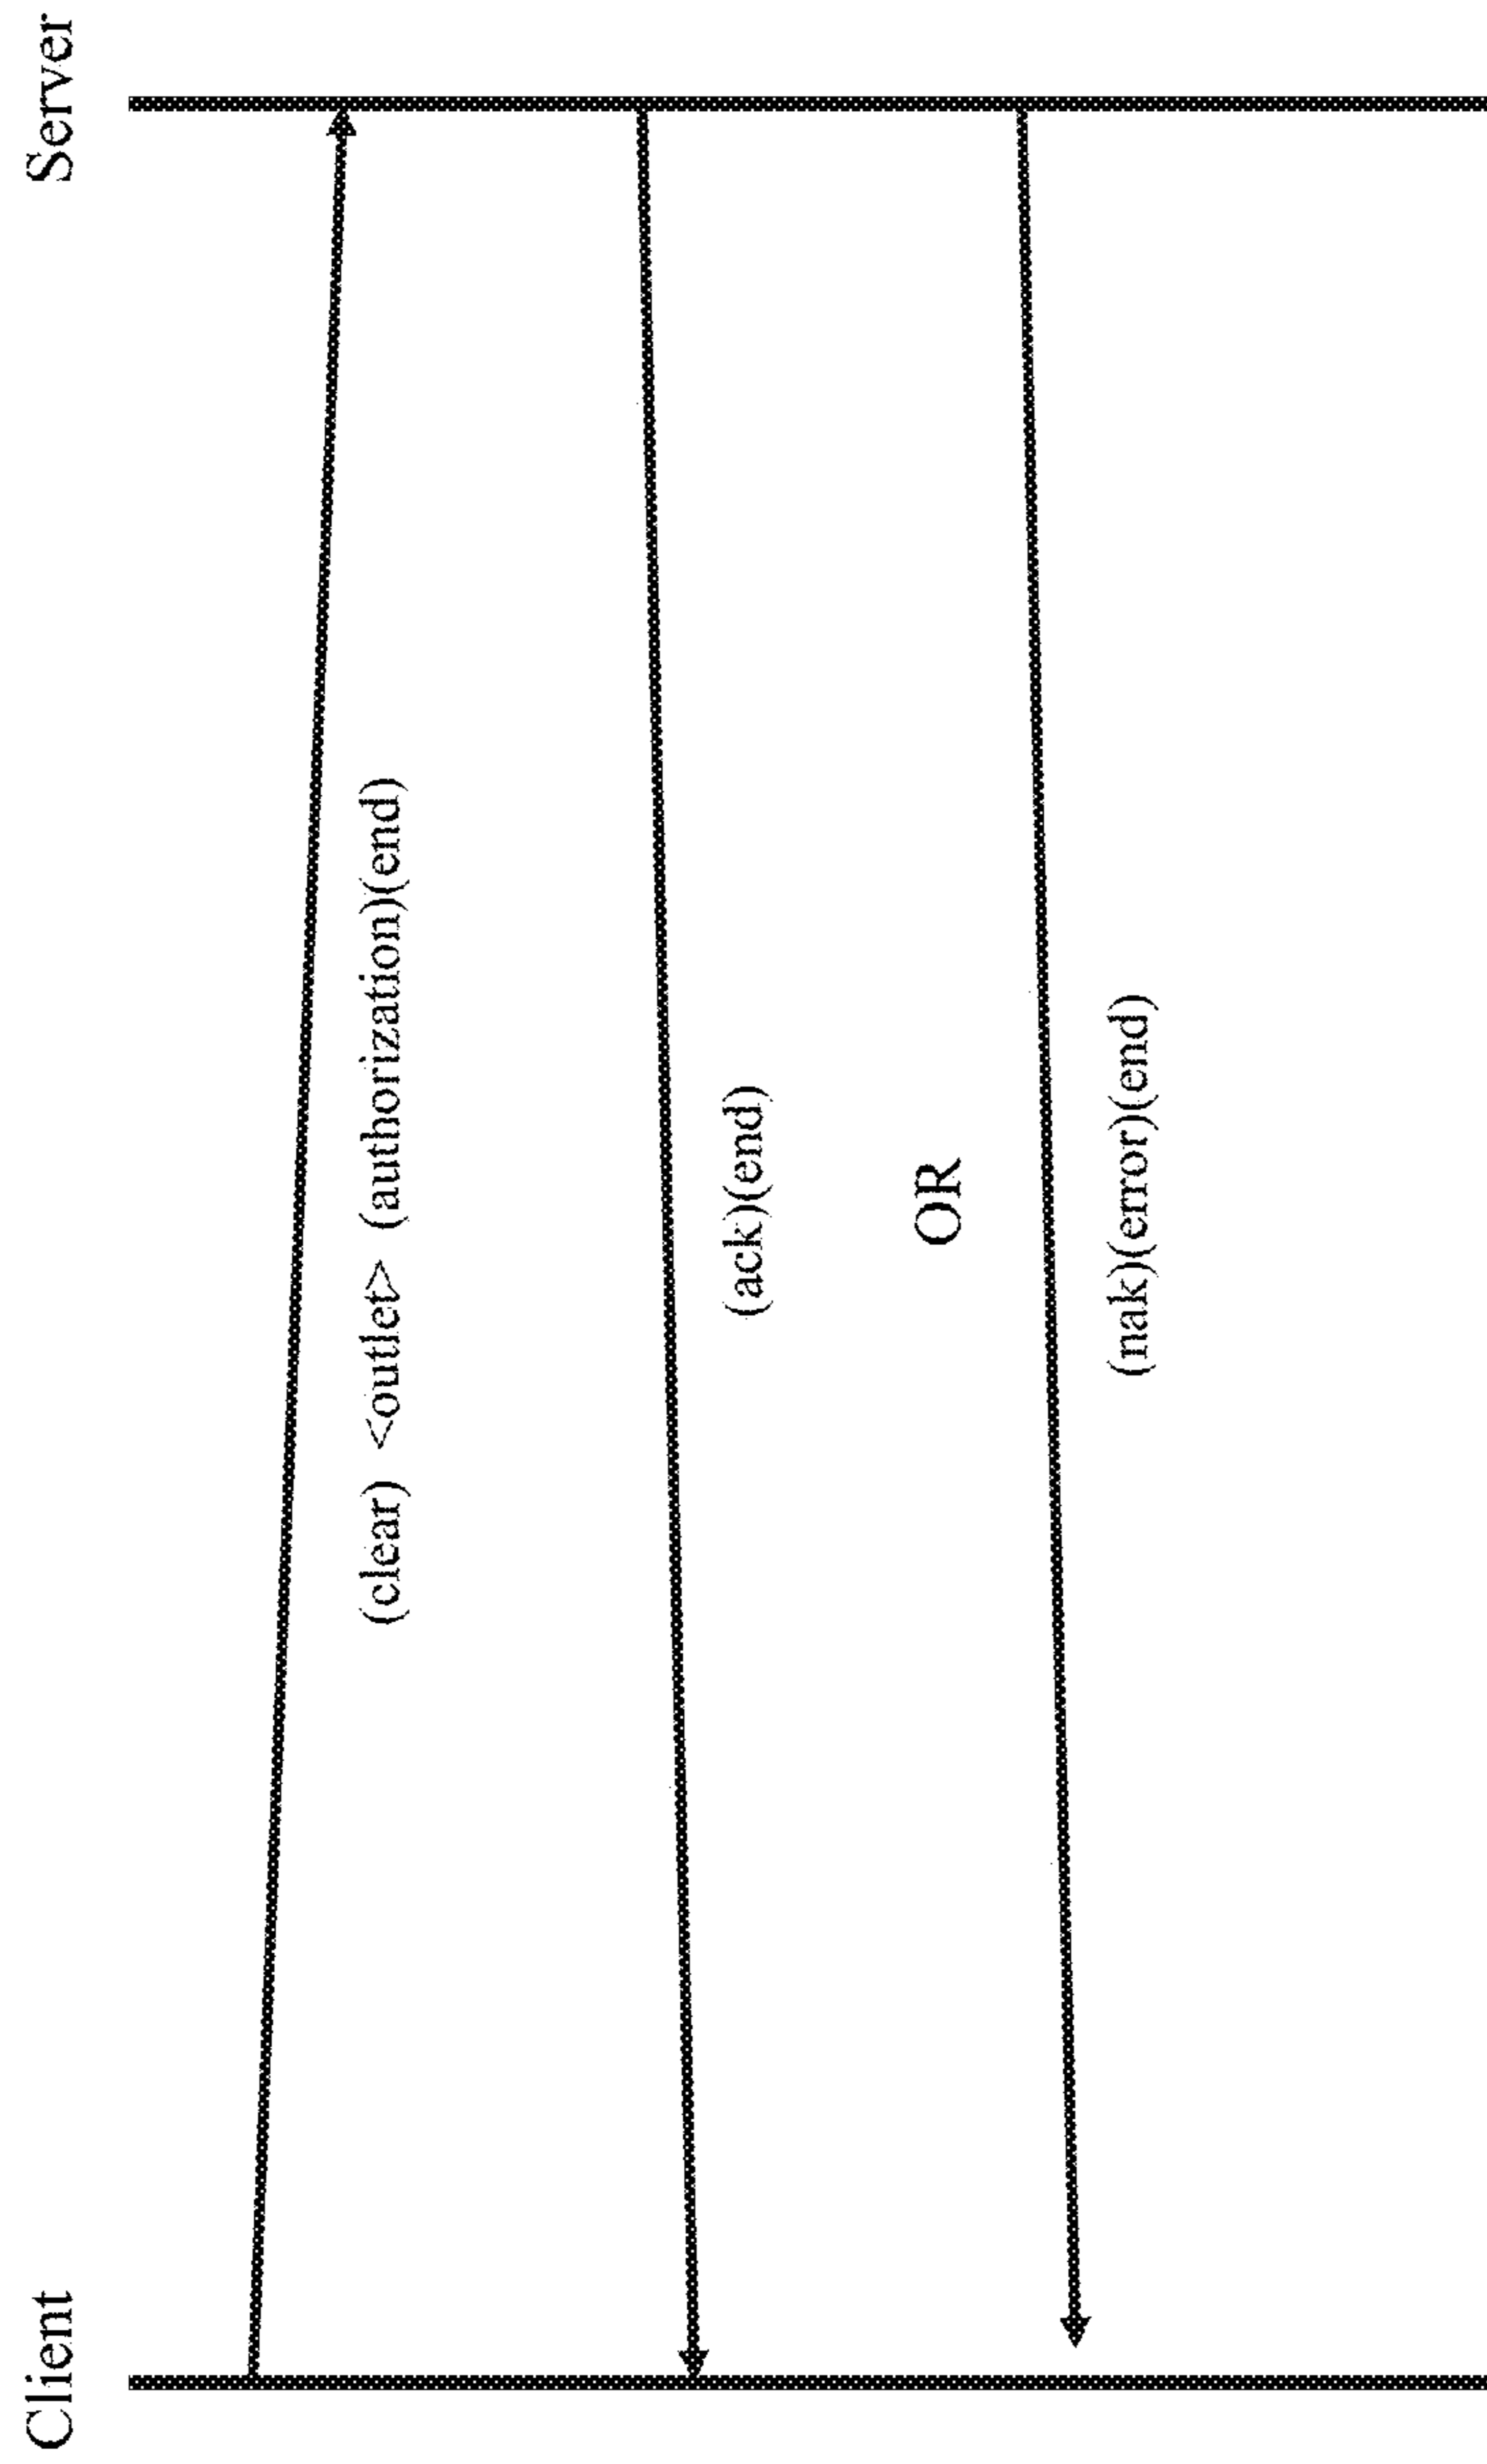 Client
Server
(clear) <outlet> (authorization)(end)
(ack)(end)
OR
(nak)(error)(end)